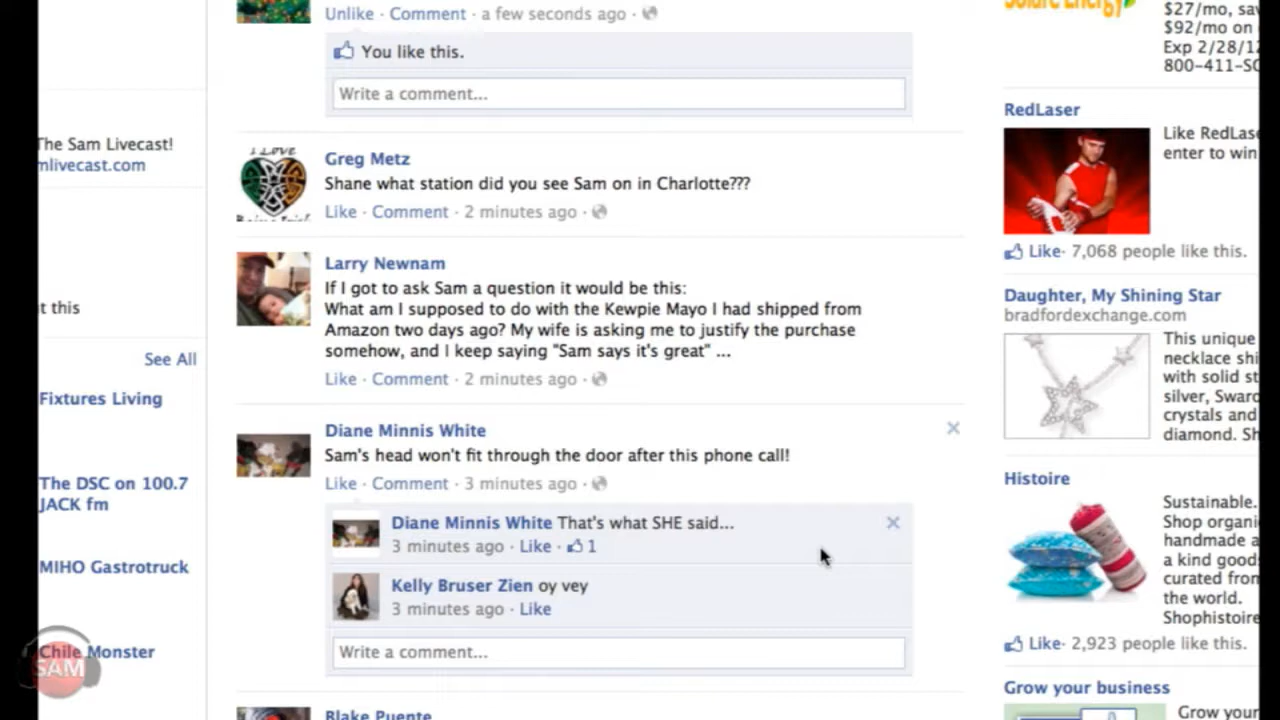 Unlike · Comment · a few seconds ago ·
You like this.
Write a comment...
I LOVE
Greg Metz
Shane what station did you see Sam on in Charlotte???
Like · Comment · 2 minutes ago ·
Larry Newnam
If I got to ask Sam a question it would be this:
What am I supposed to do with the Kewpie Mayo I had shipped from
Amazon two days ago? My wife is asking me to justify the purchase
somehow, and I keep saying "Sam says it's great" ...
Like · Comment · 2 minutes ago ·
Diane Minnis White
Sam's head won't fit through the door after this phone call!
Like · Comment · 3 minutes ago ·
Diane Minnis White That's what SHE said...
3 minutes ago · Like · 1
Kelly Bruser Zien oy vey
3 minutes ago · Like
Write a comment...
Blake Puente
The Sam Livecast!
mlivecast.com
t this
See All
Fixtures Living
The DSC on 100.7
JACK fm
MIHO Gastrotruck
Chile Monster
SAM
$27/mo, sav
$92/mo on
Exp 2/28/12
800-411-SO
RedLaser
Like RedLase
enter to win
Like · 7,068 people like this.
Daughter, My Shining Star
bradfordexchange.com
This unique
necklace shi
with solid st
silver, Swaro
crystals and
diamond. Sh
Histoire
Sustainable.
Shop organi
handmade a
a kind good
curated from
the world.
Shophistoire
Like · 2,923 people like this.
Grow your business
Grow your